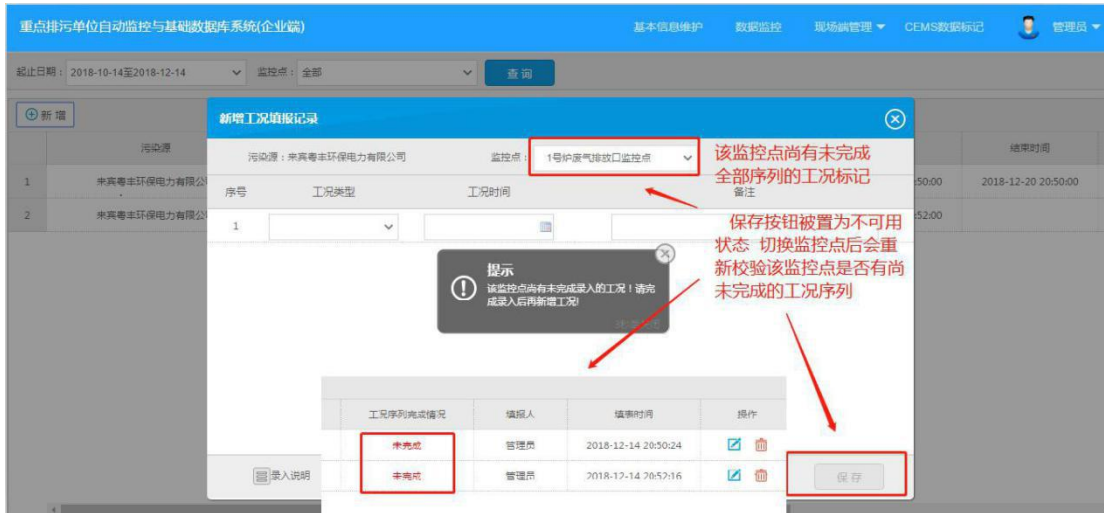 重点排污单位自动监控与基础数据库系统(企业端)
基本信息维护 数据监控 现场端管理 CEMS数据标记 管理员
起止日期： 2018-10-14至2018-12-14 监控点： 全部 查询
新增
新增工况填报记录
污染源 结束时间
污染源：来宾粤丰环保电力有限公司 监控点： 1号炉废气排放口监控点
该监控点尚有未完成
全部序列的工况标记
1 来宾粤丰环保电力有限公 :50:00 2018-12-20 20:50:00
序号 工况类型 工况时间 备注
2 来宾粤丰环保电力有限公 :52:00
1
保存按钮被置为不可用
状态 切换监控点后会重
新校验该监控点是否有尚
未完成的工况序列
提示
该监控点尚有未完成录入的工况！请完
成录入后再新增工况!
工况序列完成情况 填报人 填表时间 操作
未完成 管理员 2018-12-14 20:50:24
未完成 管理员 2018-12-14 20:52:16
录入说明 保存